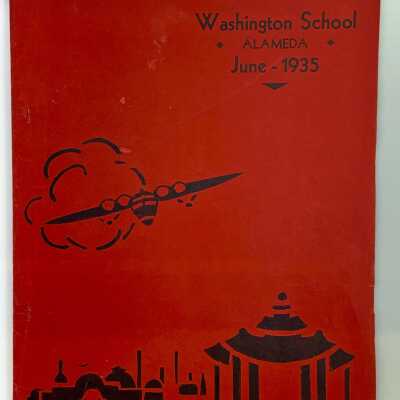 Washington School
ALAMEDA
June - 1935